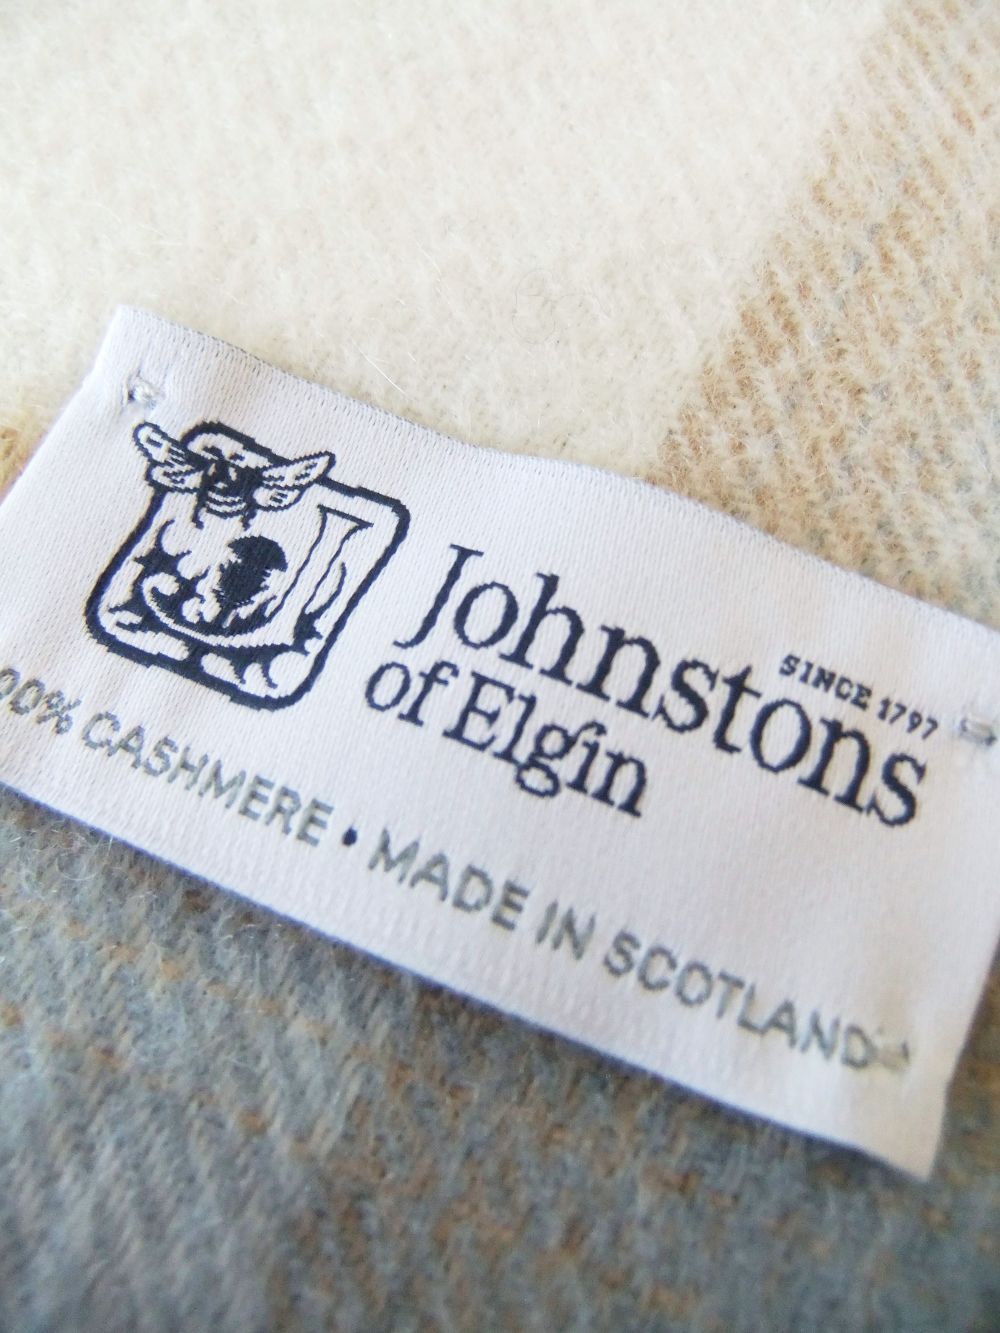 Johnstons
SINCE 1797
of Elgin
00% CASHMERE • MADE IN SCOTLAND